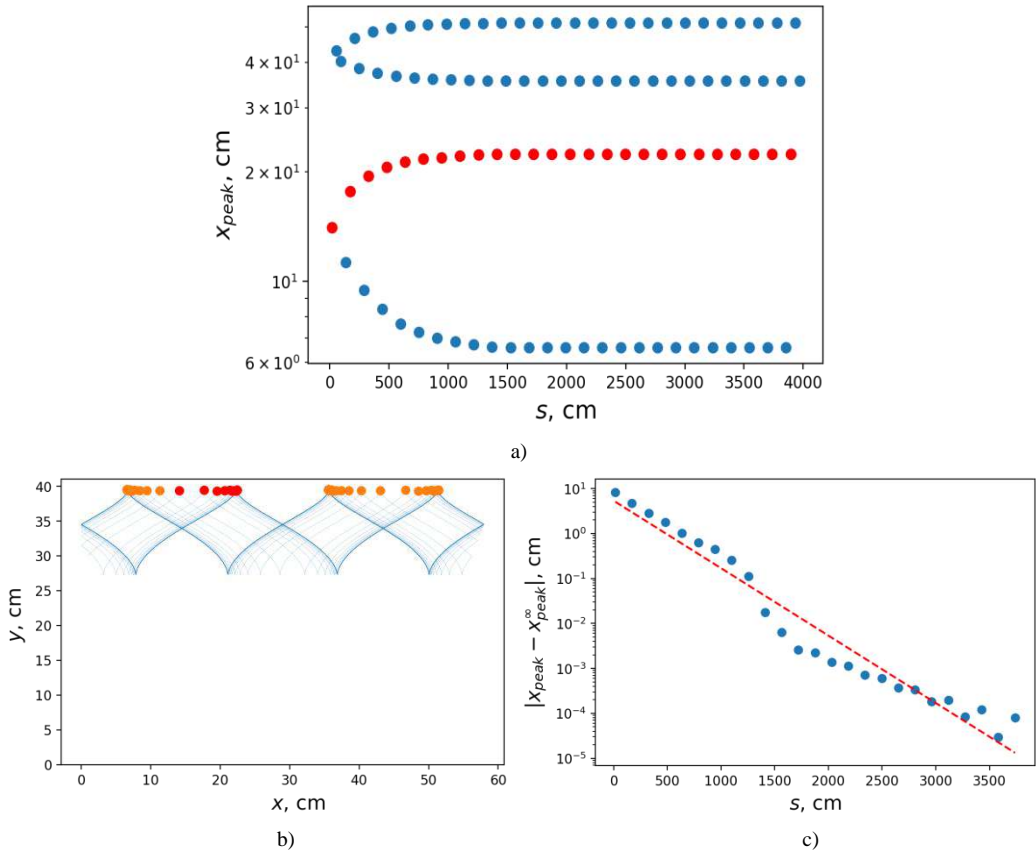 4 × 10¹
2 × 10¹
10¹
6 × 10⁰
x_peak, cm
0 500 1000 1500 2000 2500 3000 3500 4000
s, cm
a)
40
35
30
25
20
15
10
5
0
y, cm
0 10 20 30 40 50 60
x, cm
b)
10¹
10⁰
10⁻¹
10⁻²
10⁻³
10⁻⁴
10⁻⁵
|x_peak − x_peak^∞|, cm
0 500 1000 1500 2000 2500 3000 3500
s, cm
c)